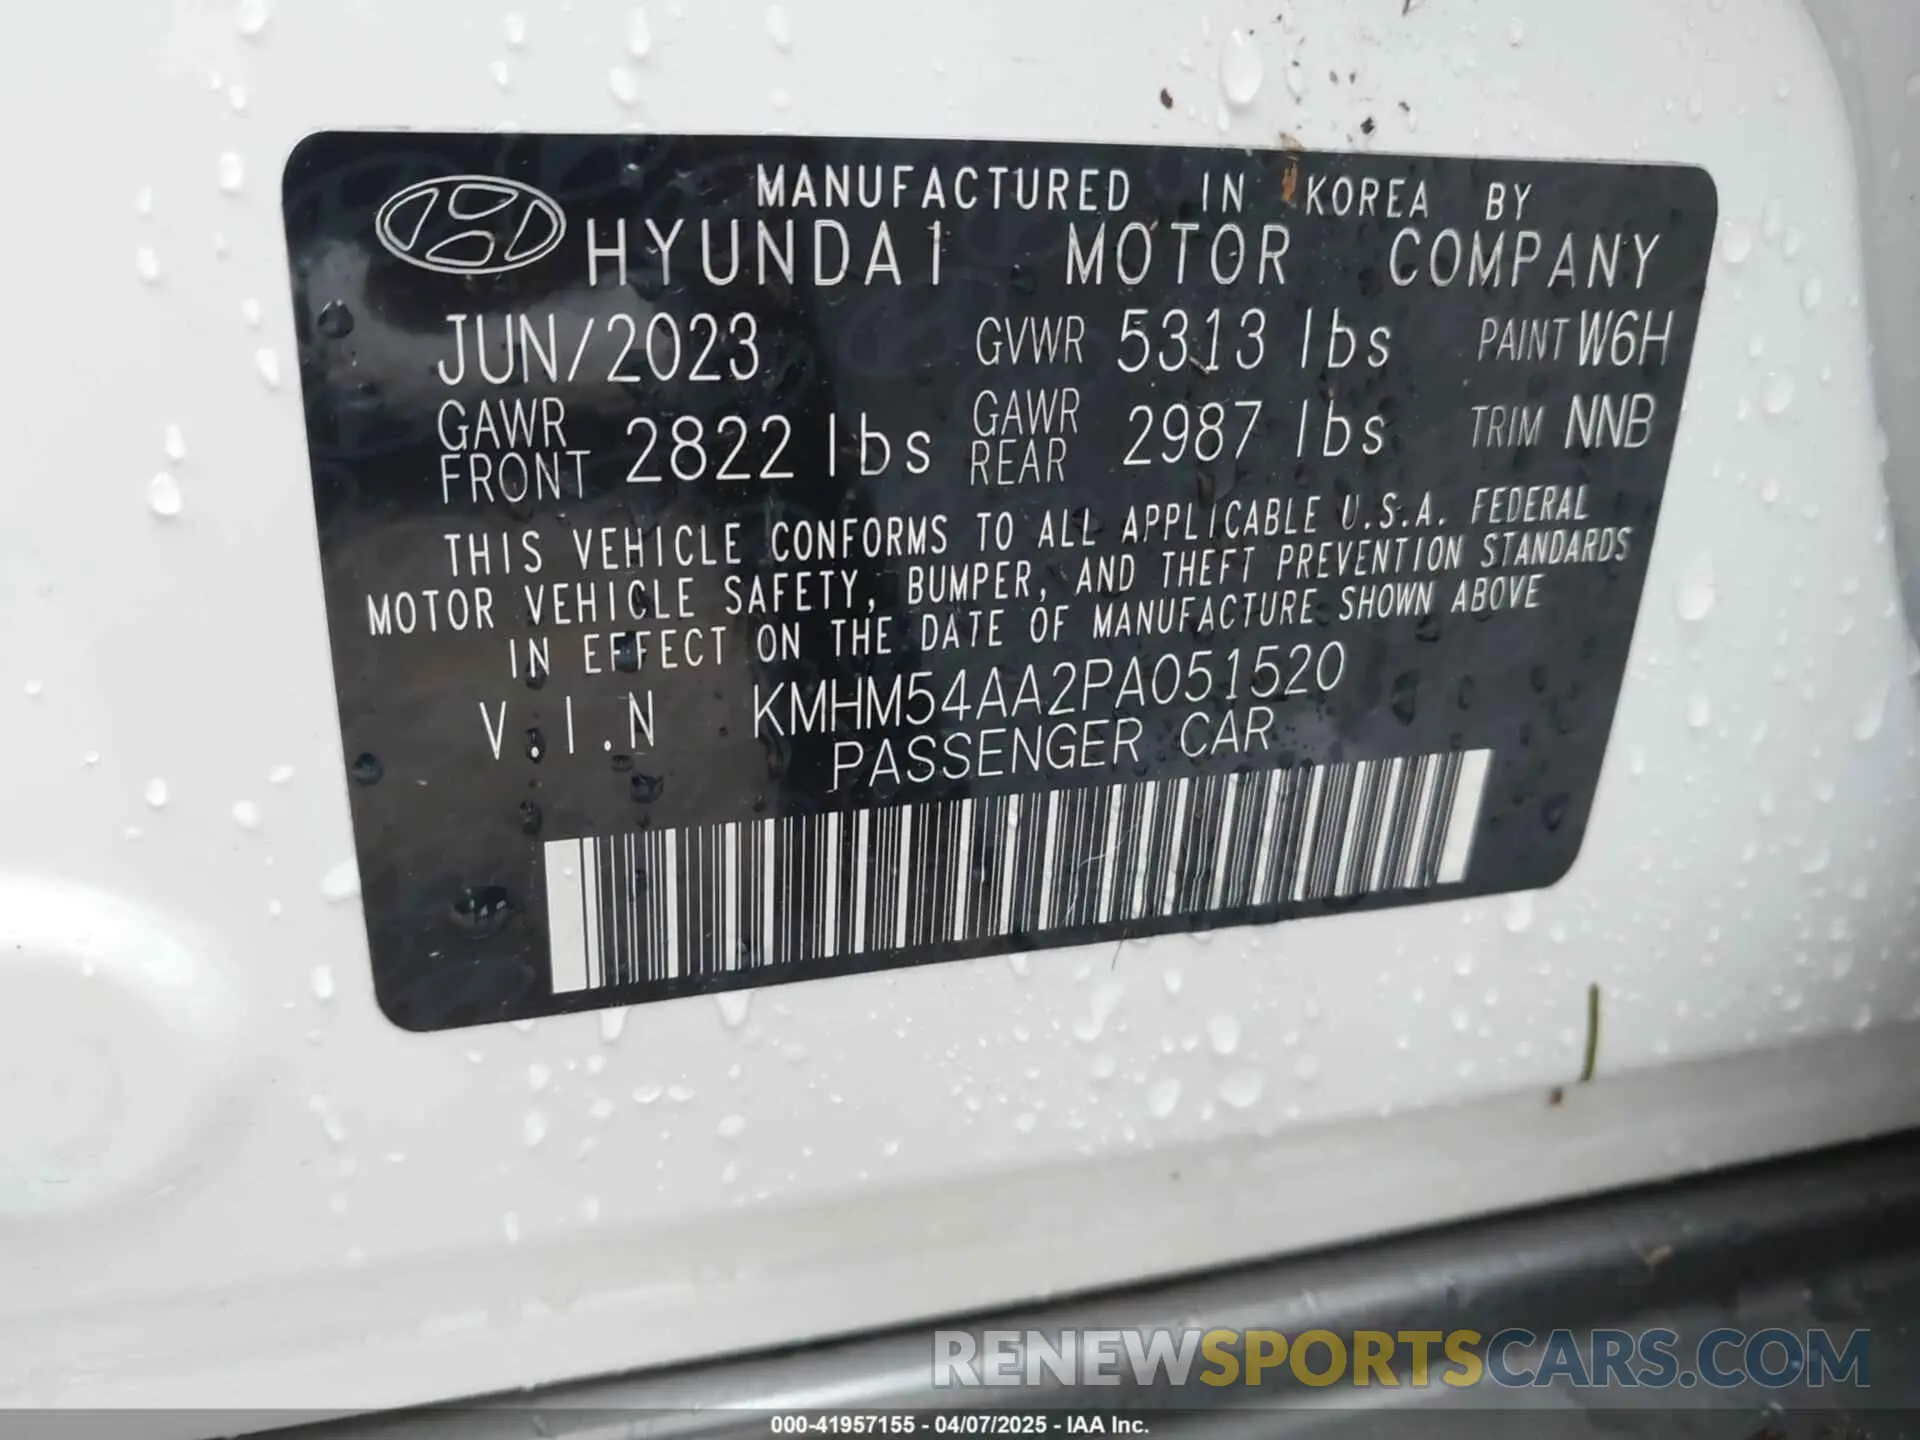 MANUFACTURED IN KOREA BY
HYUNDAI MOTOR COMPANY
JUN/2023 GVWR 5313 lbs PAINT W6H
GAWR FRONT 2822 lbs GAWR REAR 2987 lbs TRIM NNB
THIS VEHICLE CONFORMS TO ALL APPLICABLE U.S.A. FEDERAL
MOTOR VEHICLE SAFETY, BUMPER, AND THEFT PREVENTION STANDARDS
IN EFFECT ON THE DATE OF MANUFACTURE SHOWN ABOVE
V.I.N KMHM54AA2PA051520
PASSENGER CAR
RENEWSPORTSCARS.COM
000-41957155 - 04/07/2025 - IAA Inc.